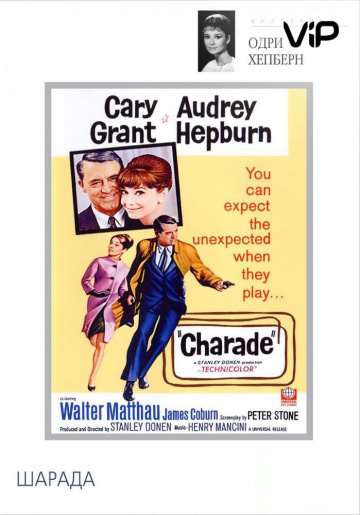 ViP
ОДРИ
ХЕПБЕРН
Cary Audrey
Grant Hepburn
You
can
expect
the
unexpected
when
they
play...
"Charade"
a STANLEY DONEN production
TECHNICOLOR®
co-starring
Walter Matthau James Coburn Screenplay by PETER STONE
Produced and Directed by STANLEY DONEN Music-HENRY MANCINI A UNIVERSAL RELEASE
ШАРАДА